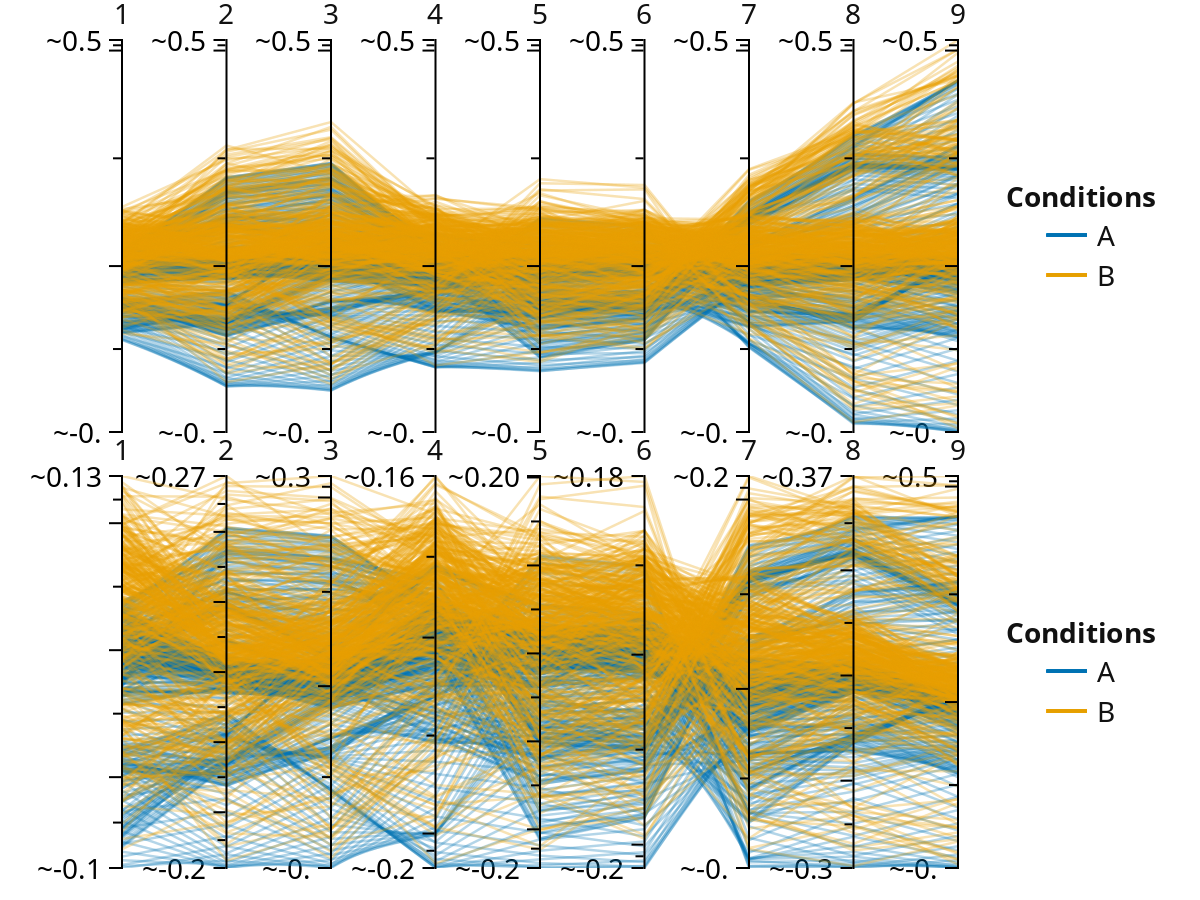 1 2 3 4 5 6 7 8 9
~0.5 ~0.5 ~0.5 ~0.5 ~0.5 ~0.5 ~0.5 ~0.5 ~0.5
Conditions
A
B
~-0. ~-0. ~-0. ~-0. ~-0. ~-0. ~-0. ~-0. ~-0.
1 2 3 4 5 6 7 8 9
~0.13 ~0.27 ~0.3 ~0.16 ~0.20 ~0.18 ~0.2 ~0.37 ~0.5
Conditions
A
B
~-0.1 ~-0.2 ~-0. ~-0.2 ~-0.2 ~-0.2 ~-0. ~-0.3 ~-0.